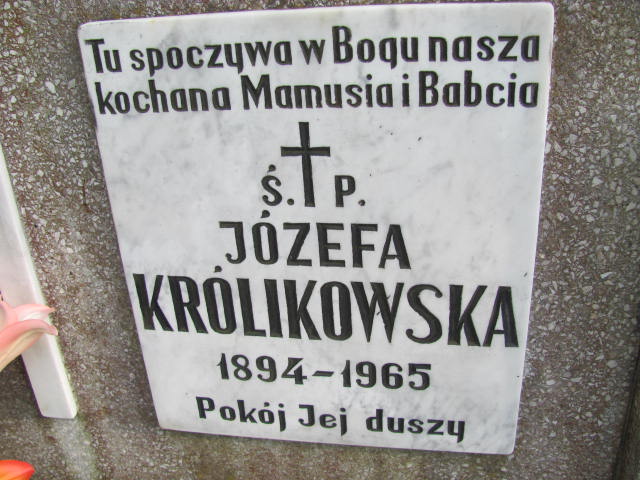 Tu spoczywa w Bogu nasza
kochana Mamusia i Babcia
Ś. P.
JÓZEFA
KRÓLIKOWSKA
1894-1965
Pokój Jej duszy